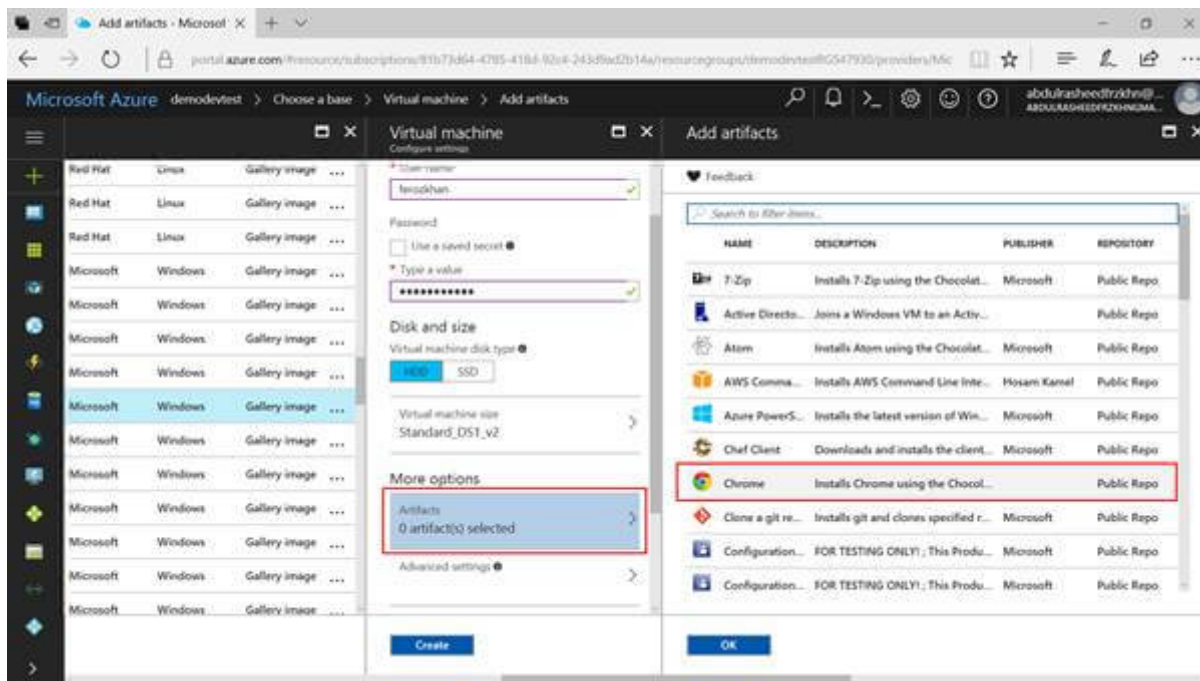 Add artifacts - Microsof
portal.azure.com
Microsoft Azure demodevtest > Choose a base > Virtual machine > Add artifacts
abdulrasheedfrzkhn@...
Virtual machine
Configure settings
Add artifacts
Red Hat Linux Gallery image ...
Red Hat Linux Gallery image ...
Red Hat Linux Gallery image ...
Microsoft Windows Gallery image ...
Microsoft Windows Gallery image ...
Microsoft Windows Gallery image ...
Microsoft Windows Gallery image ...
Microsoft Windows Gallery image ...
Microsoft Windows Gallery image ...
Microsoft Windows Gallery image ...
Microsoft Windows Gallery image ...
Microsoft Windows Gallery image ...
Microsoft Windows Gallery image ...
* User name
ferozkhan
Password
Use a saved secret
* Type a value
Disk and size
Virtual machine disk type
HDD SSD
Virtual machine size
Standard_DS1_v2
More options
Artifacts
0 artifact(s) selected
Advanced settings
Create
Feedback
Search to filter items...
NAME DESCRIPTION PUBLISHER REPOSITORY
7-Zip Installs 7-Zip using the Chocolat... Microsoft Public Repo
Active Directo... Joins a Windows VM to an Activ... Public Repo
Atom Installs Atom using the Chocolat... Microsoft Public Repo
AWS Comma... Installs AWS Command Line Inte... Hosam Kamel Public Repo
Azure PowerS... Installs the latest version of Win... Microsoft Public Repo
Chef Client Downloads and installs the client... Microsoft Public Repo
Chrome Installs Chrome using the Chocol... Public Repo
Clone a git re... Installs git and clones specified r... Microsoft Public Repo
Configuration... FOR TESTING ONLY! ; This Produ... Microsoft Public Repo
Configuration... FOR TESTING ONLY! ; This Produ... Microsoft Public Repo
OK